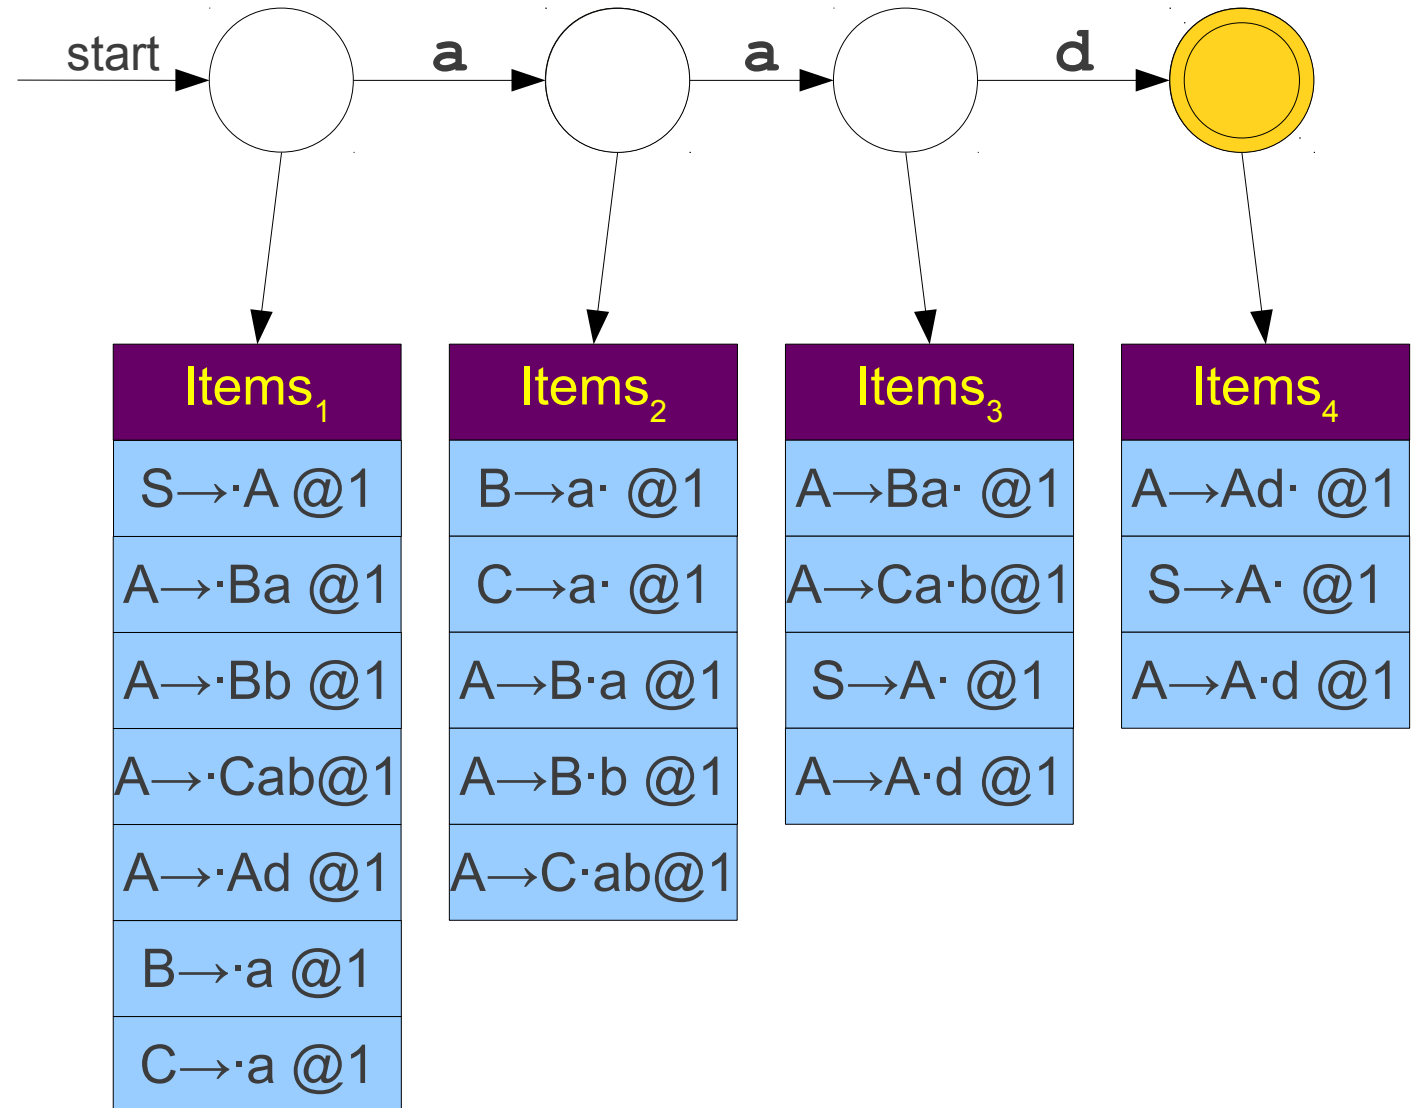 start a a d
Items₁ Items₂ Items₃ Items₄
S→·A @1 B→a· @1 A→Ba· @1 A→Ad· @1
A→·Ba @1 C→a· @1 A→Ca·b@1 S→A· @1
A→·Bb @1 A→B·a @1 S→A· @1 A→A·d @1
A→·Cab@1 A→B·b @1 A→A·d @1
A→·Ad @1 A→C·ab@1
B→·a @1
C→·a @1